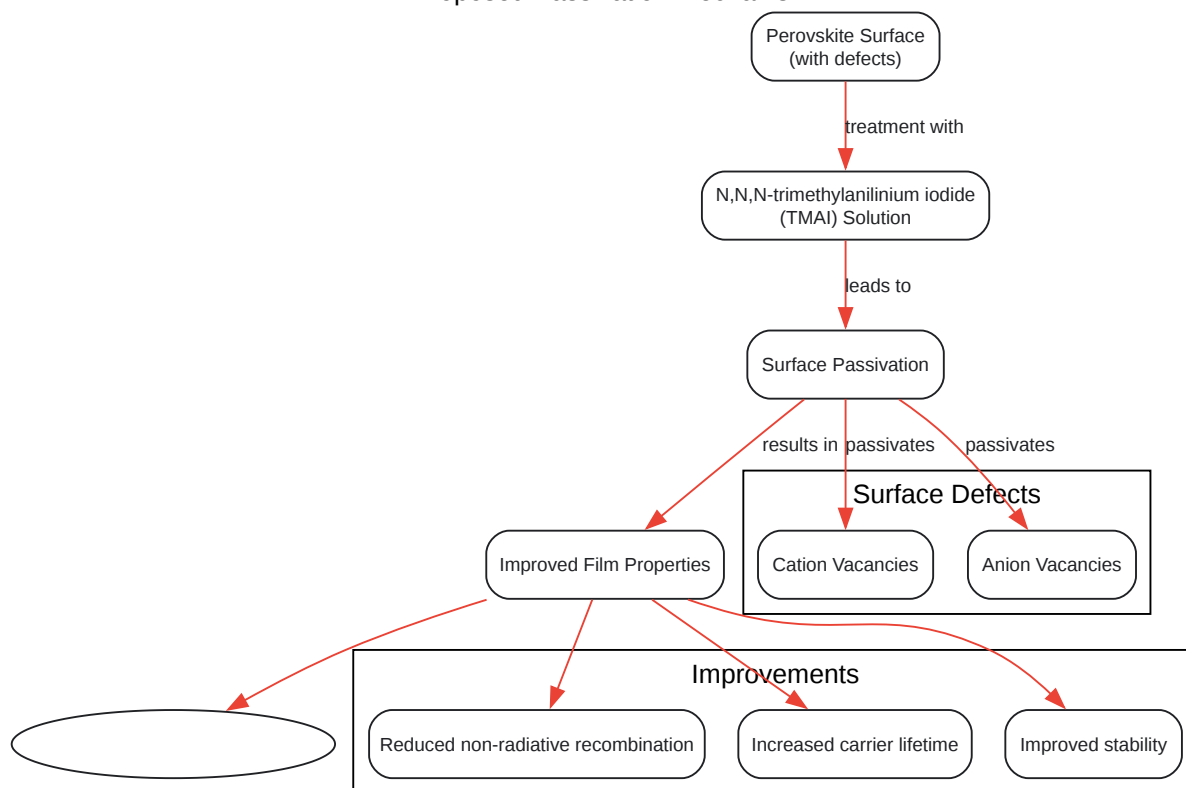 Perovskite Surface
(with defects)
treatment with
N,N,N-trimethylanilinium iodide
(TMAI) Solution
leads to
Surface Passivation
results in
passivates
passivates
Surface Defects
Improved Film Properties
Cation Vacancies
Anion Vacancies
Improvements
Reduced non-radiative recombination
Increased carrier lifetime
Improved stability